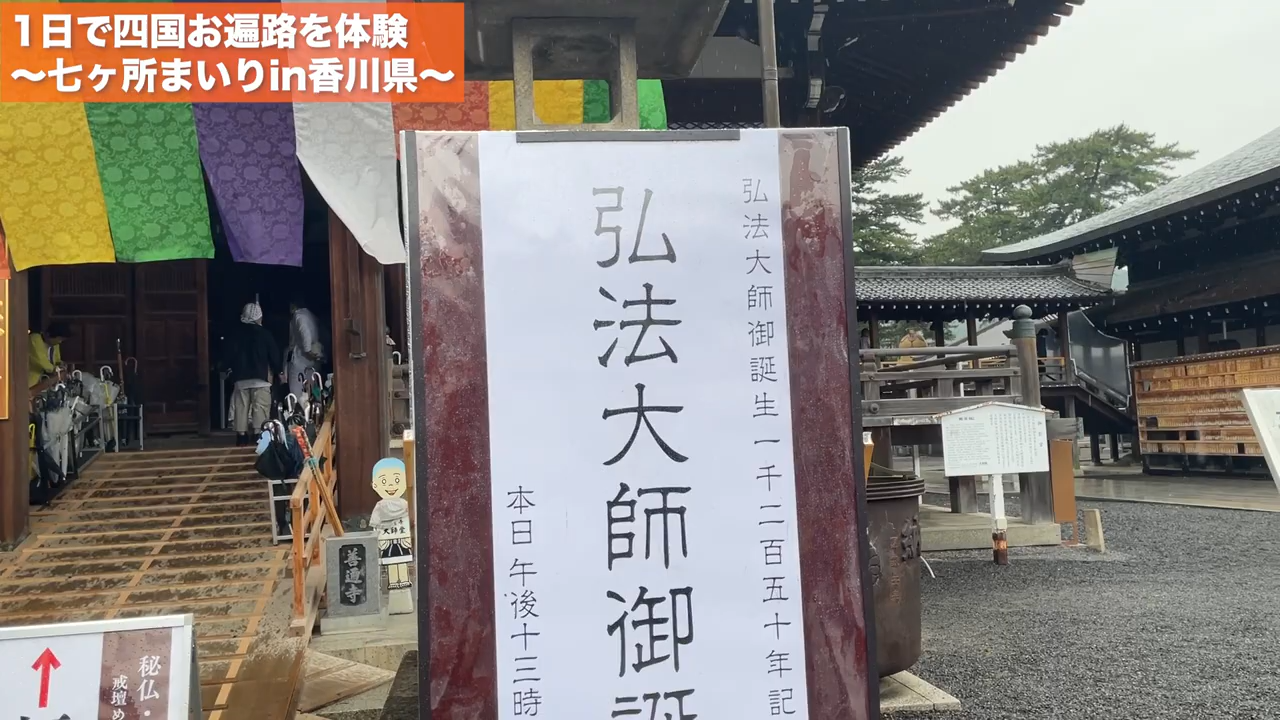 1日で四国お遍路を体験
〜七ヶ所まいりin香川県〜
弘法大師御誕生一千二百五十年記
弘法大師御誕
本日午後十三時
善通寺
大師堂
秘仏・
戒壇め